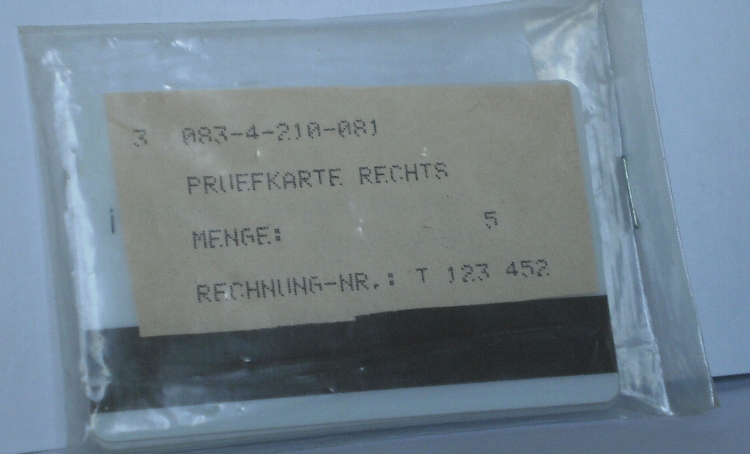 3 083-4-210-081
PRUEFKARTE RECHTS
MENGE: 5
RECHNUNG-NR.: T 123 452